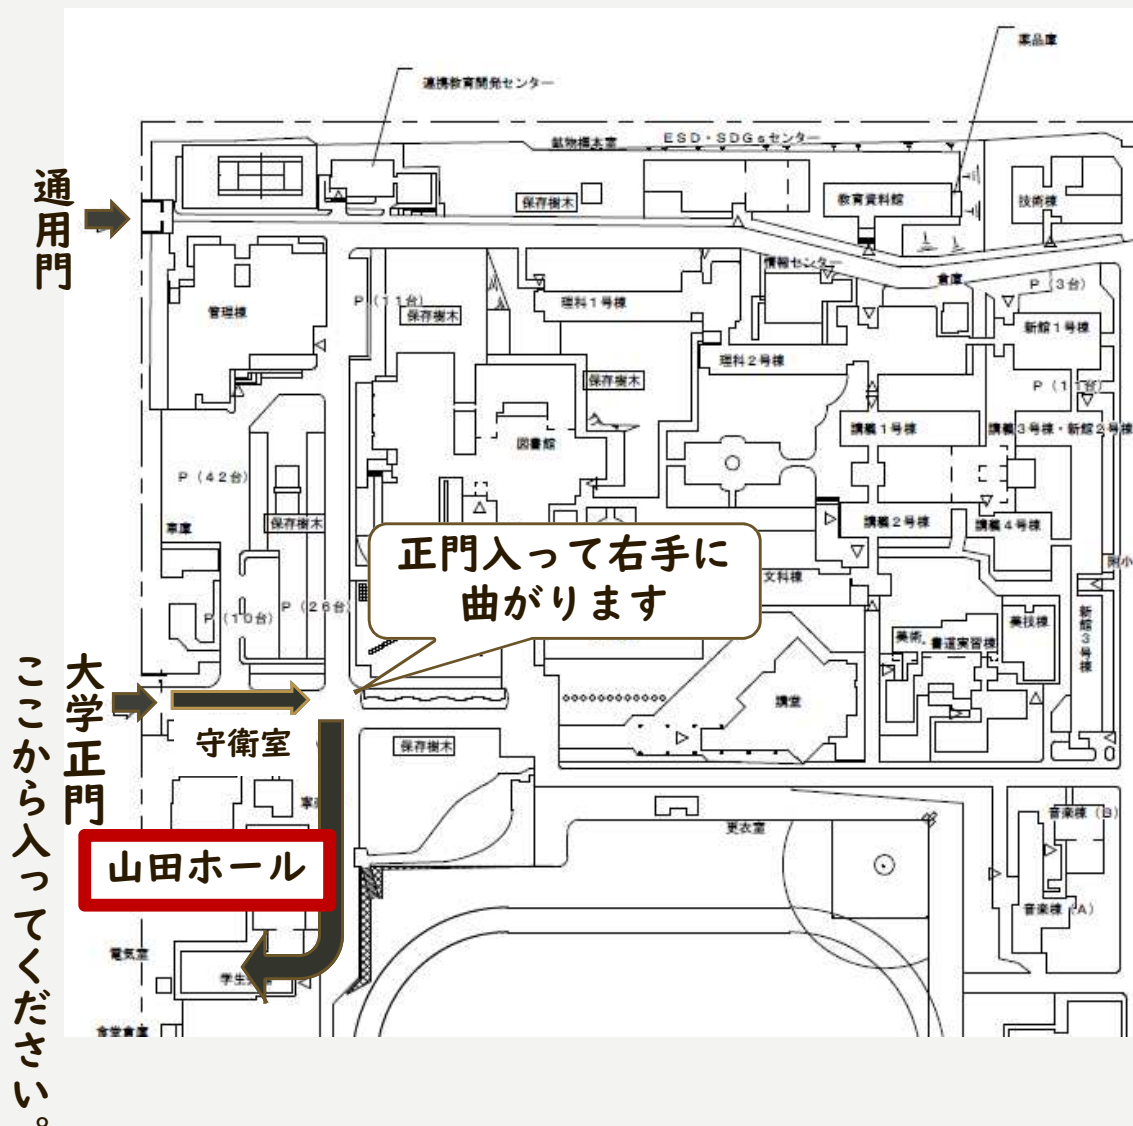 薬品庫
連携教育開発センター
鉱物標本室
ESD・SDGsセンター
通用門
保存樹木
教育資料館
技術棟
情報センター
倉庫
P(3台)
管理棟
P(11台)
保存樹木
理科1号棟
新館1号棟
理科2号棟
保存樹木
P(11台)
図書館
講義1号棟
講義3号棟・新館2号棟
P(42台)
車庫
保存樹木
講義2号棟
講義4号棟
正門入って右手に
曲がります
文科棟
附小
P(10台)
P(26台)
美術・書道実習棟
美技棟
新館3号棟
大学正門
ここから入ってください。
講堂
守衛室
保存樹木
更衣室
音楽棟(B)
山田ホール
音楽棟(A)
電気室
食堂倉庫